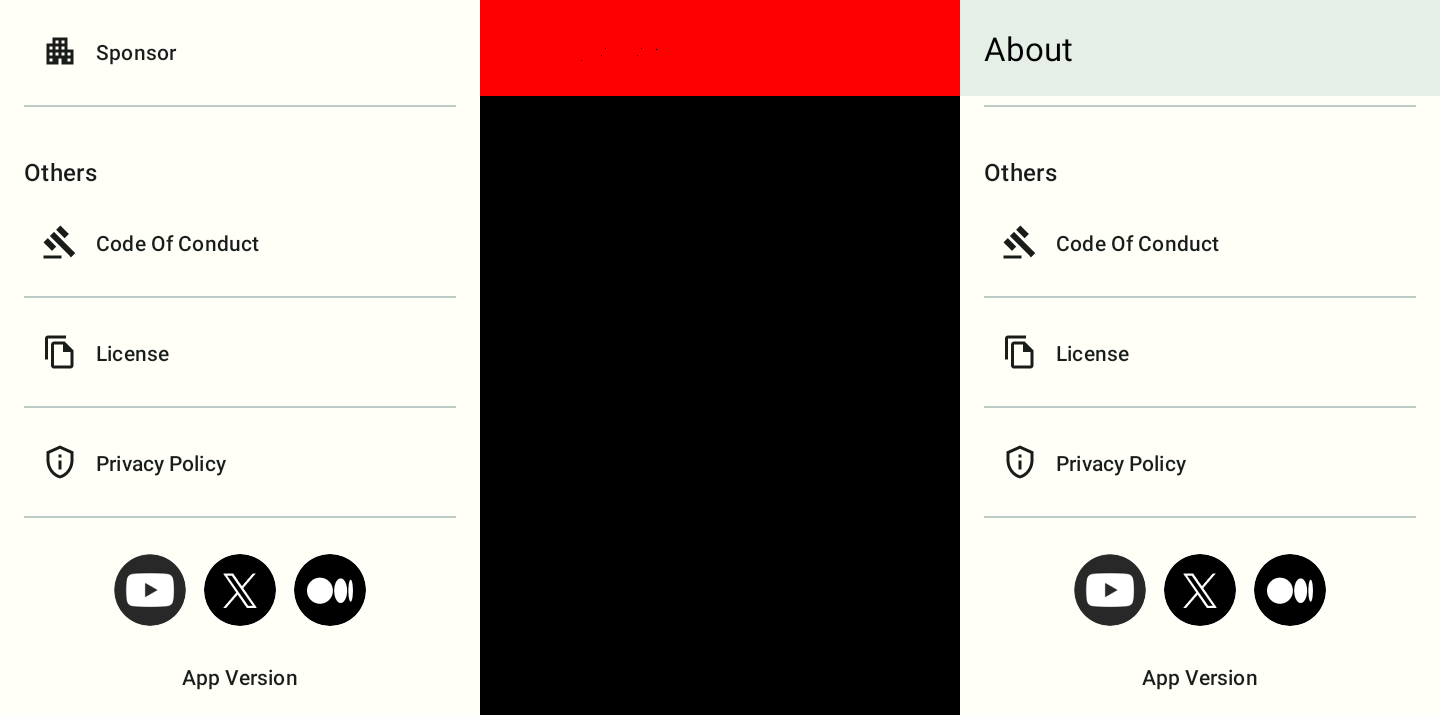 Sponsor
Others
Code Of Conduct
License
Privacy Policy
App Version
About
Others
Code Of Conduct
License
Privacy Policy
App Version